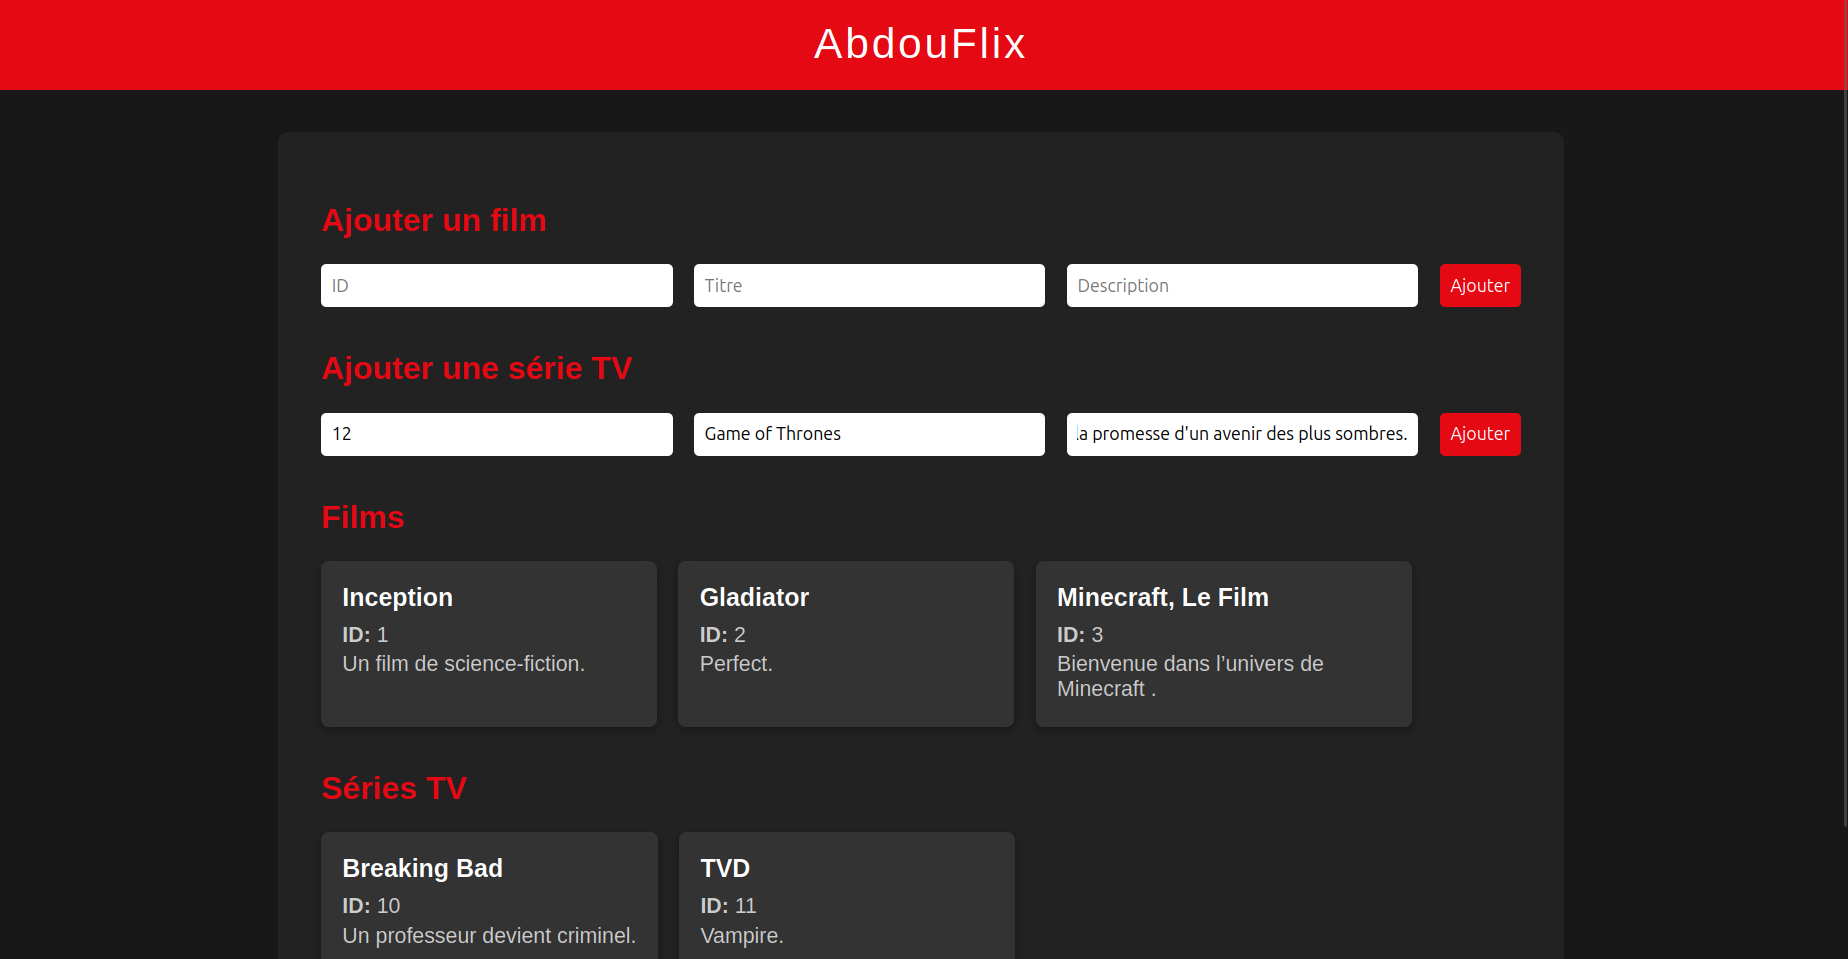 AbdouFlix
Ajouter un film
ID
Titre
Description
Ajouter
Ajouter une série TV
12
Game of Thrones
la promesse d'un avenir des plus sombres.
Ajouter
Films
Inception
ID: 1
Un film de science-fiction.
Gladiator
ID: 2
Perfect.
Minecraft, Le Film
ID: 3
Bienvenue dans l’univers de
Minecraft .
Séries TV
Breaking Bad
ID: 10
Un professeur devient criminel.
TVD
ID: 11
Vampire.